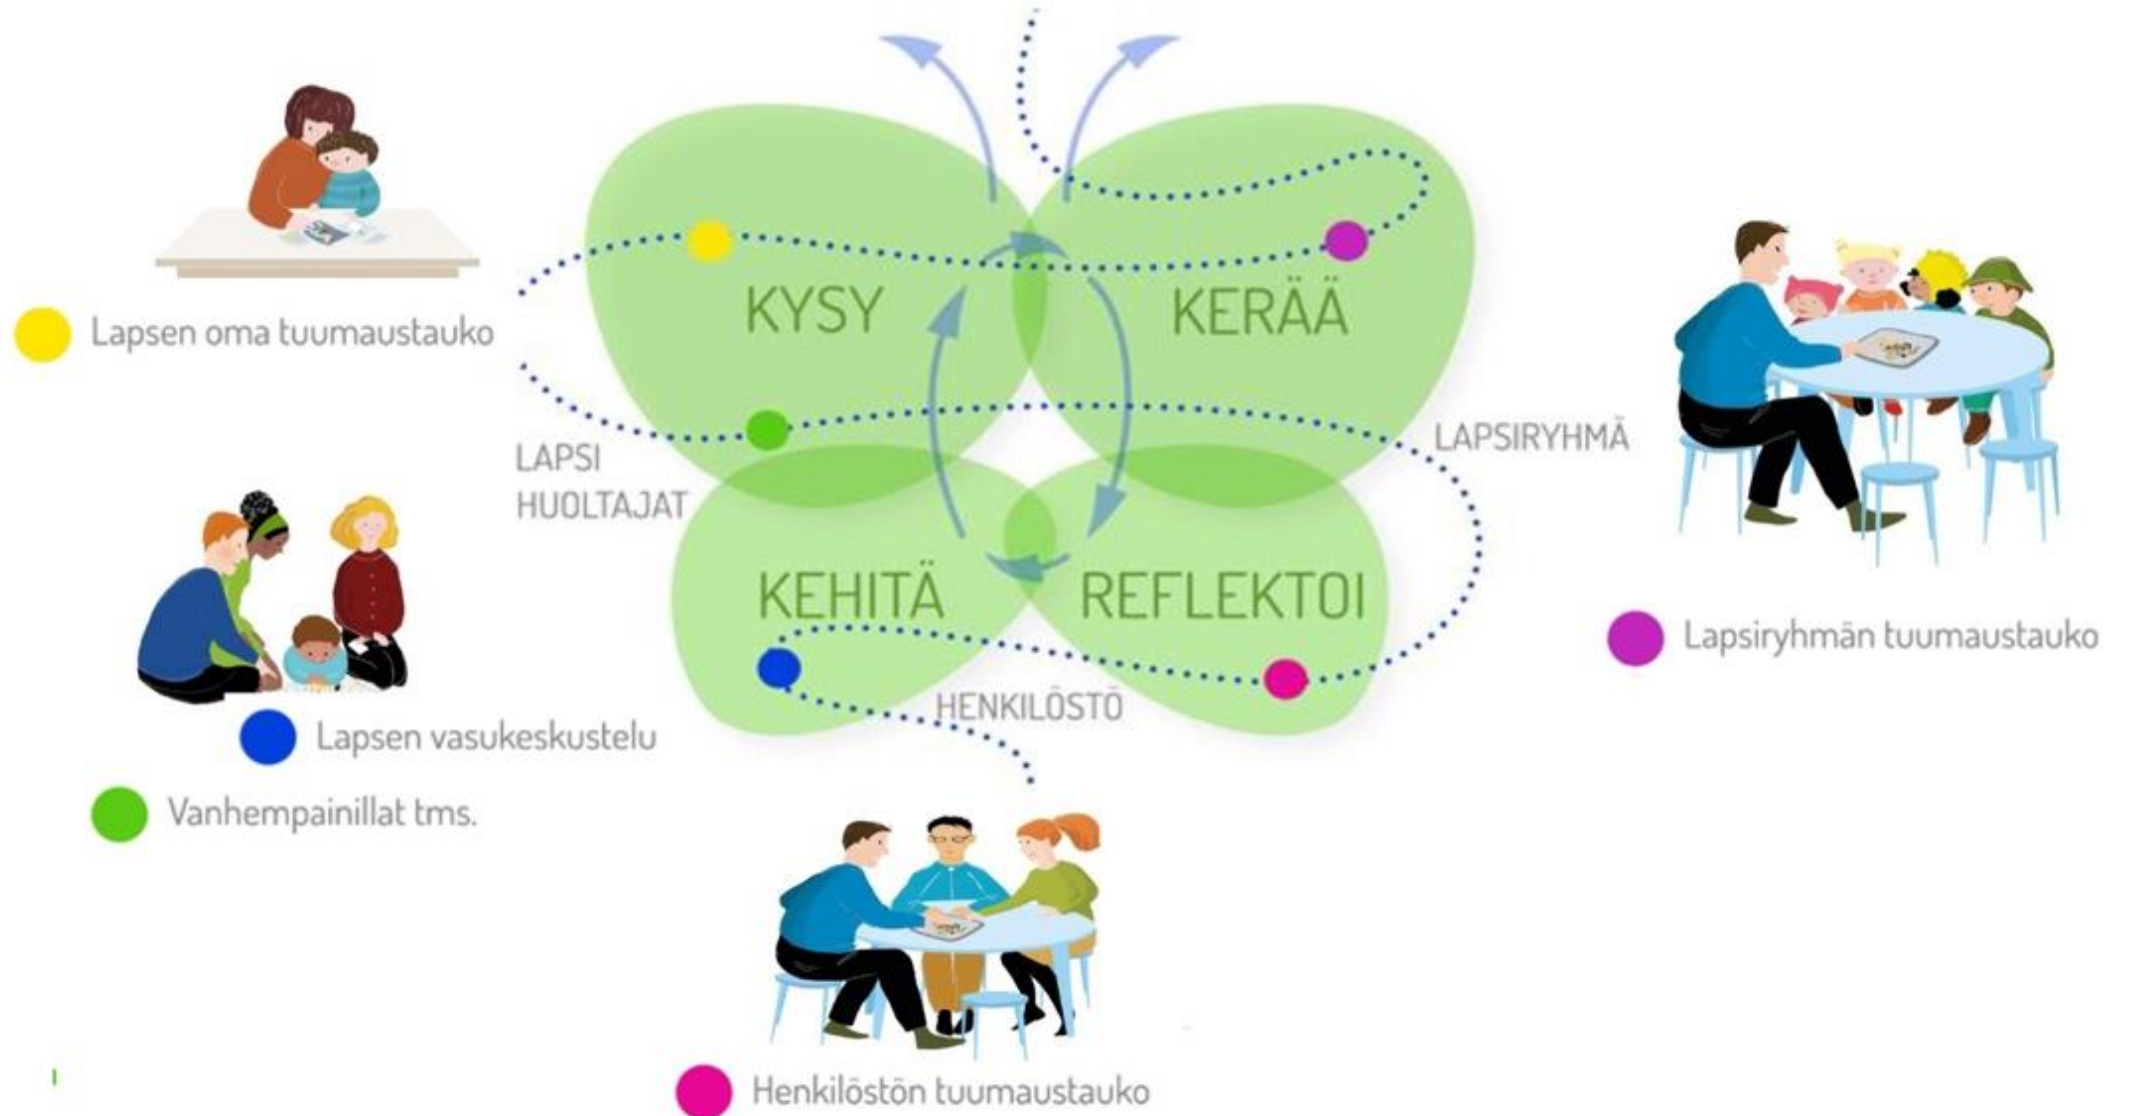 KYSY
KERÄÄ
Lapsen oma tuumaustauko
LAPSI
HUOLTAJAT
LAPSIRYHMÄ
KEHITÄ
REFLEKTOI
Lapsiryhmän tuumaustauko
HENKILÖSTÖ
Lapsen vasukeskustelu
Vanhempainillat tms.
Henkilöstön tuumaustauko